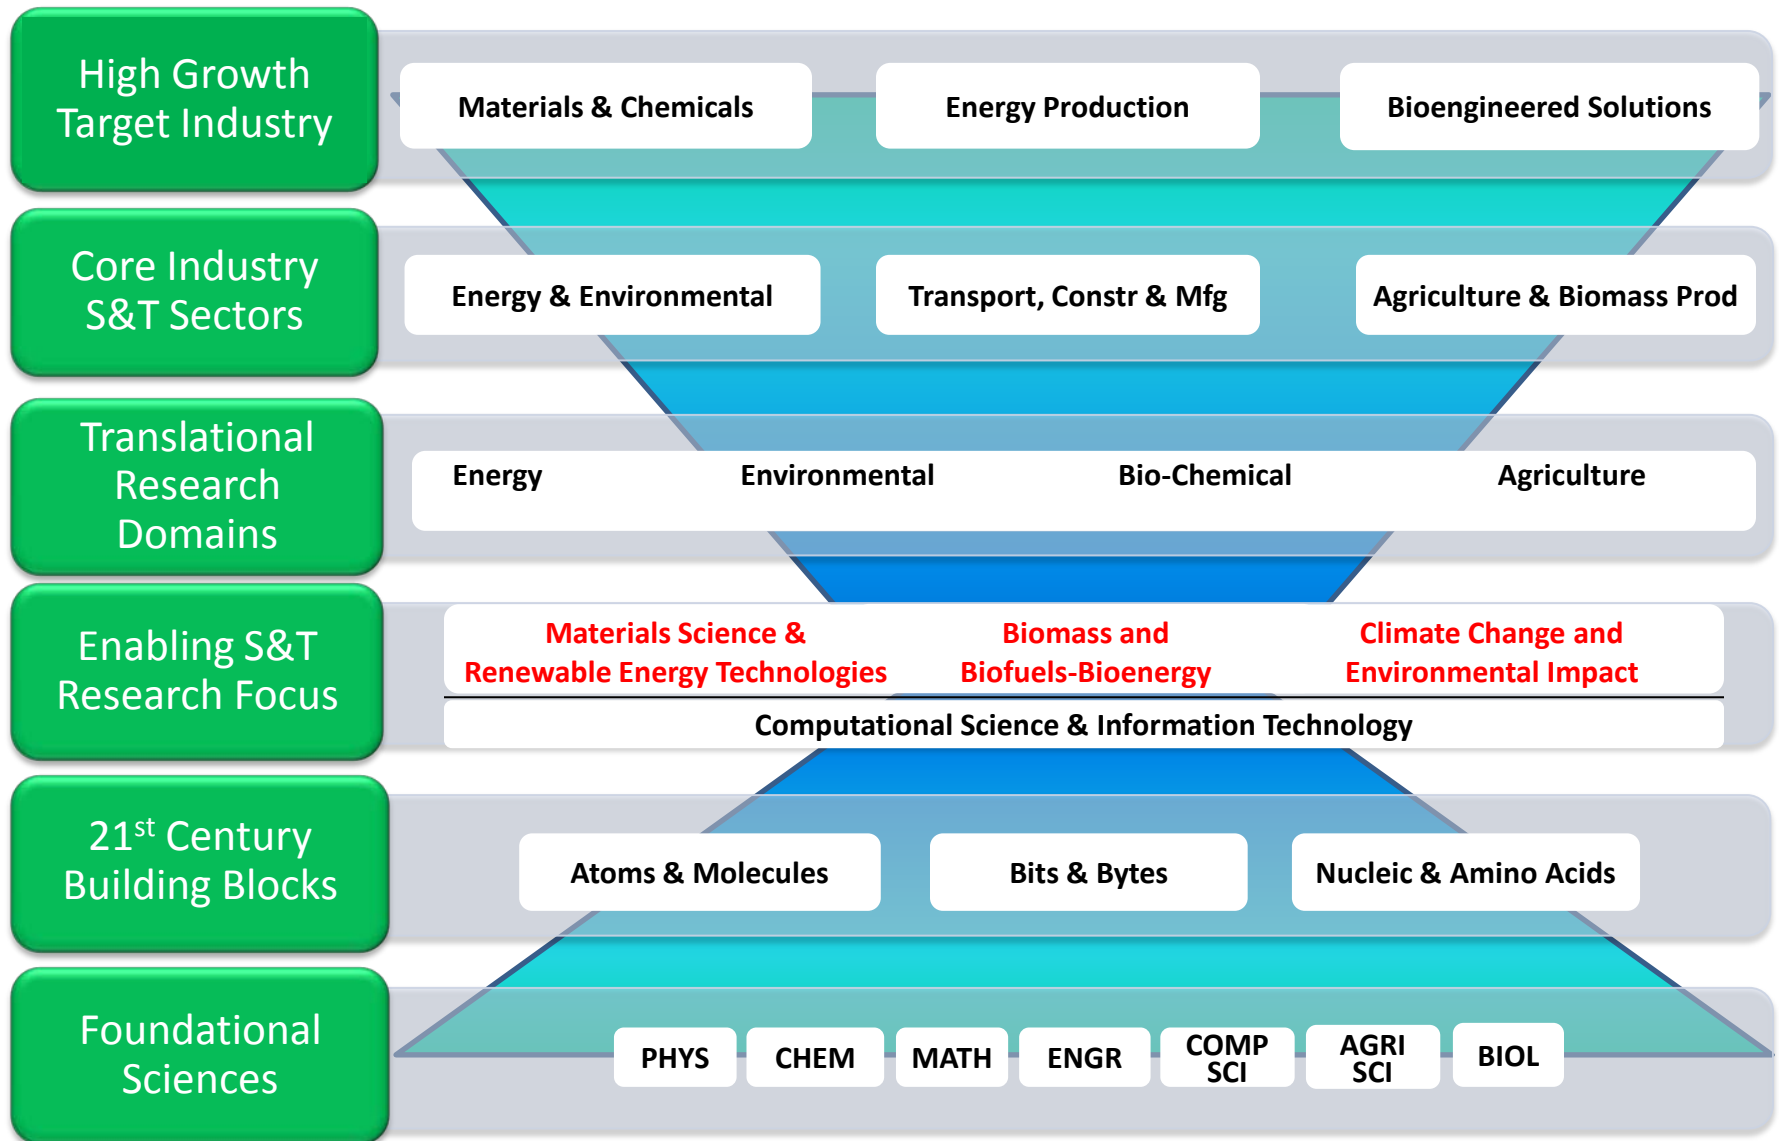 High Growth
Target Industry
Materials & Chemicals
Energy Production
Bioengineered Solutions
Core Industry
S&T Sectors
Energy & Environmental
Transport, Constr & Mfg
Agriculture & Biomass Prod
Translational
Research
Domains
Energy
Environmental
Bio-Chemical
Agriculture
Enabling S&T
Research Focus
Materials Science &
Renewable Energy Technologies
Biomass and
Biofuels-Bioenergy
Climate Change and
Environmental Impact
Computational Science & Information Technology
21st Century
Building Blocks
Atoms & Molecules
Bits & Bytes
Nucleic & Amino Acids
Foundational
Sciences
PHYS
CHEM
MATH
ENGR
COMP
SCI
AGRI
SCI
BIOL